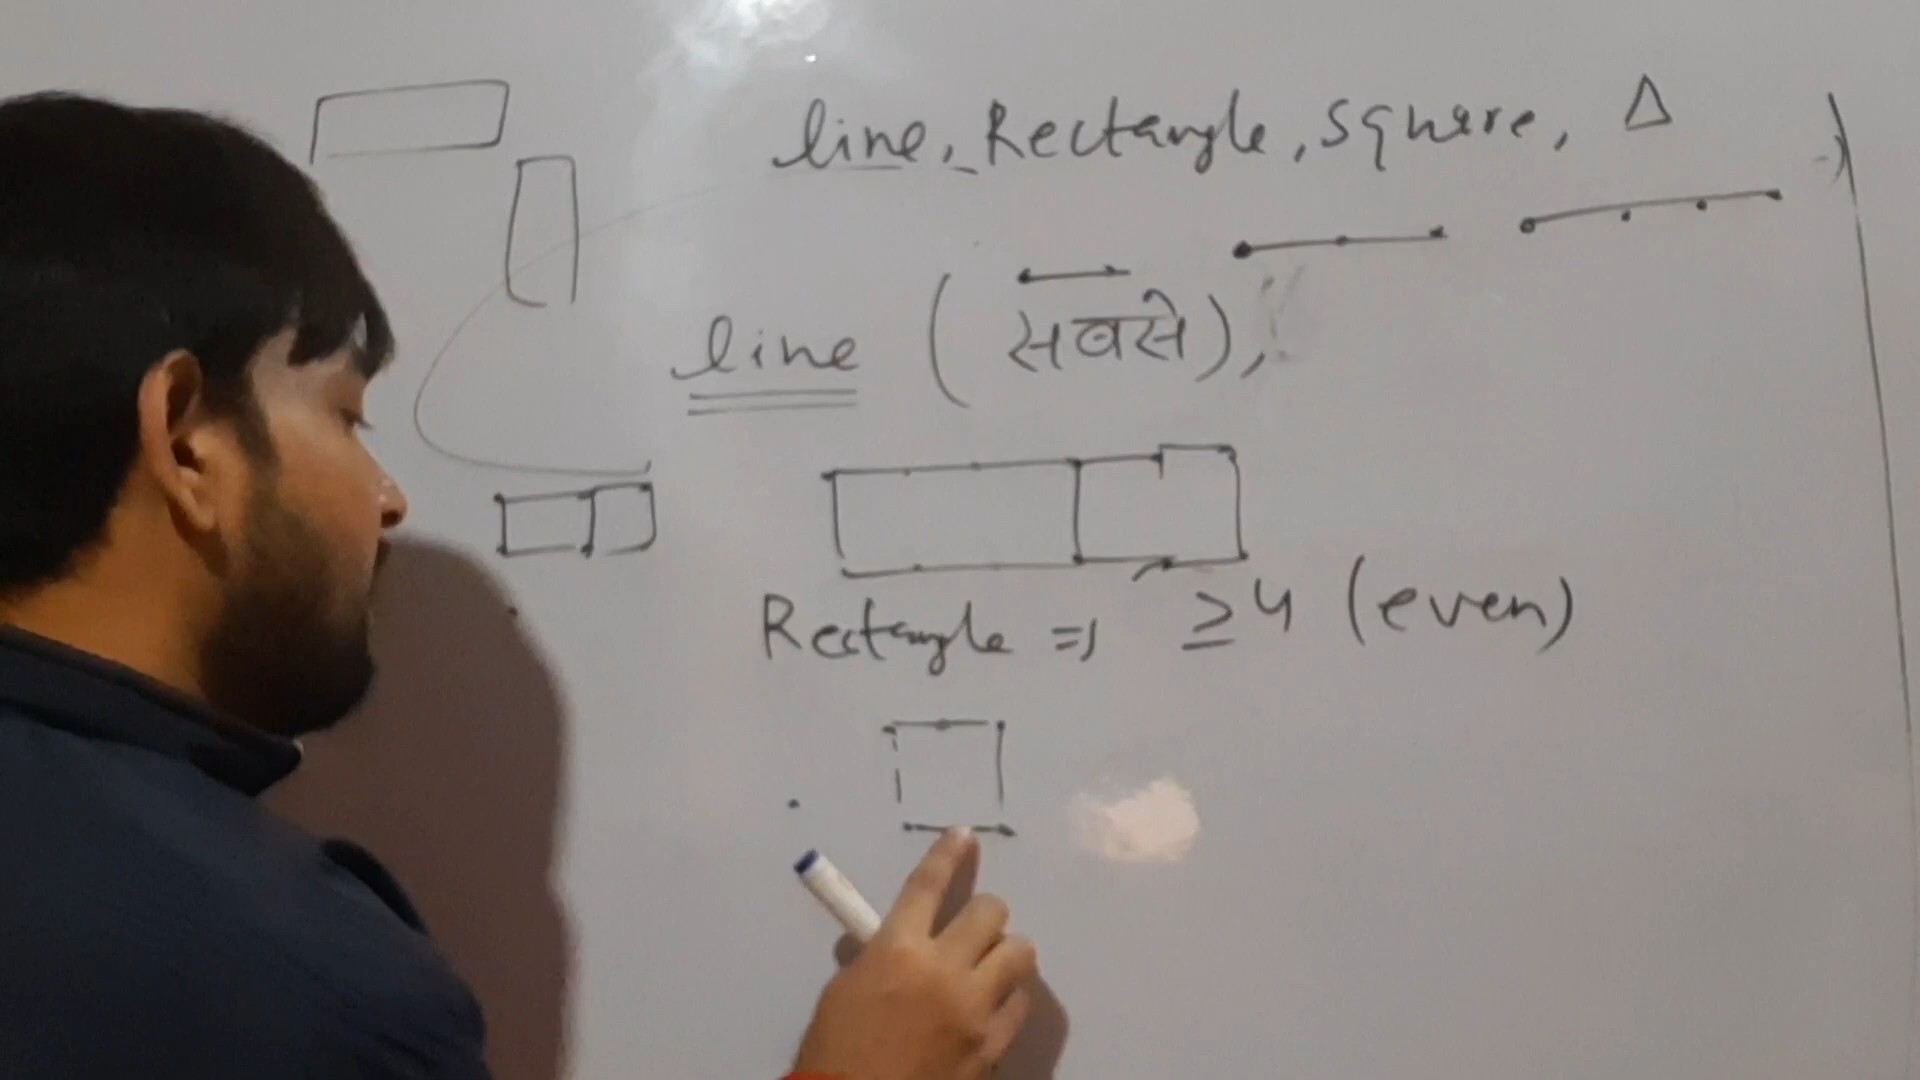 line, Rectangle, square, Δ
line (सबसे),
Rectangle => ≥4 (even)